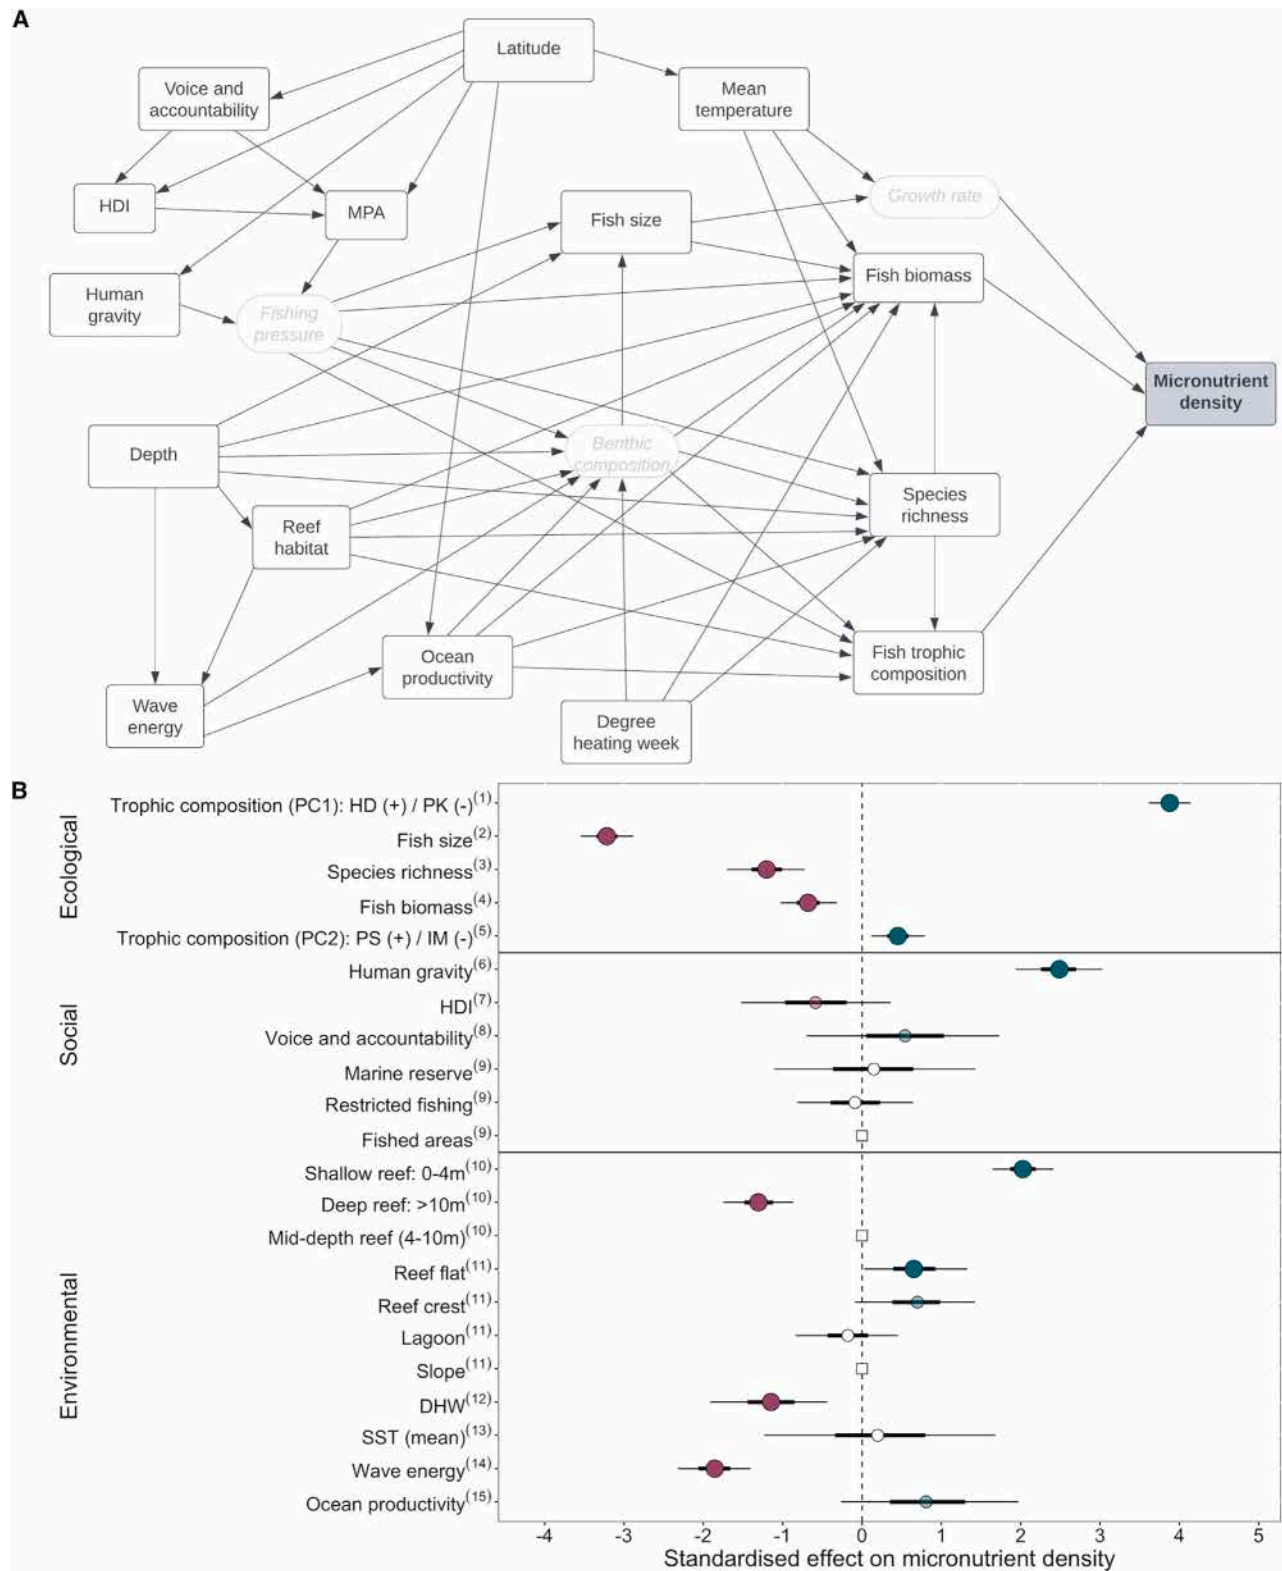 A
Latitude
Voice and
accountability
Mean
temperature
HDI
MPA
Fish size
Growth rate
Human
gravity
Fishing
pressure
Fish biomass
Micronutrient
density
Depth
Benthic
composition
Reef
habitat
Species
richness
Ocean
productivity
Fish trophic
composition
Wave
energy
Degree
heating week
B
Ecological
Trophic composition (PC1): HD (+) / PK (-)(1)
Fish size(2)
Species richness(3)
Fish biomass(4)
Trophic composition (PC2): PS (+) / IM (-)(5)
Social
Human gravity(6)
HDI(7)
Voice and accountability(8)
Marine reserve(9)
Restricted fishing(9)
Fished areas(9)
Environmental
Shallow reef: 0-4m(10)
Deep reef: >10m(10)
Mid-depth reef (4-10m)(10)
Reef flat(11)
Reef crest(11)
Lagoon(11)
Slope(11)
DHW(12)
SST (mean)(13)
Wave energy(14)
Ocean productivity(15)
-4 -3 -2 -1 0 1 2 3 4 5
Standardised effect on micronutrient density